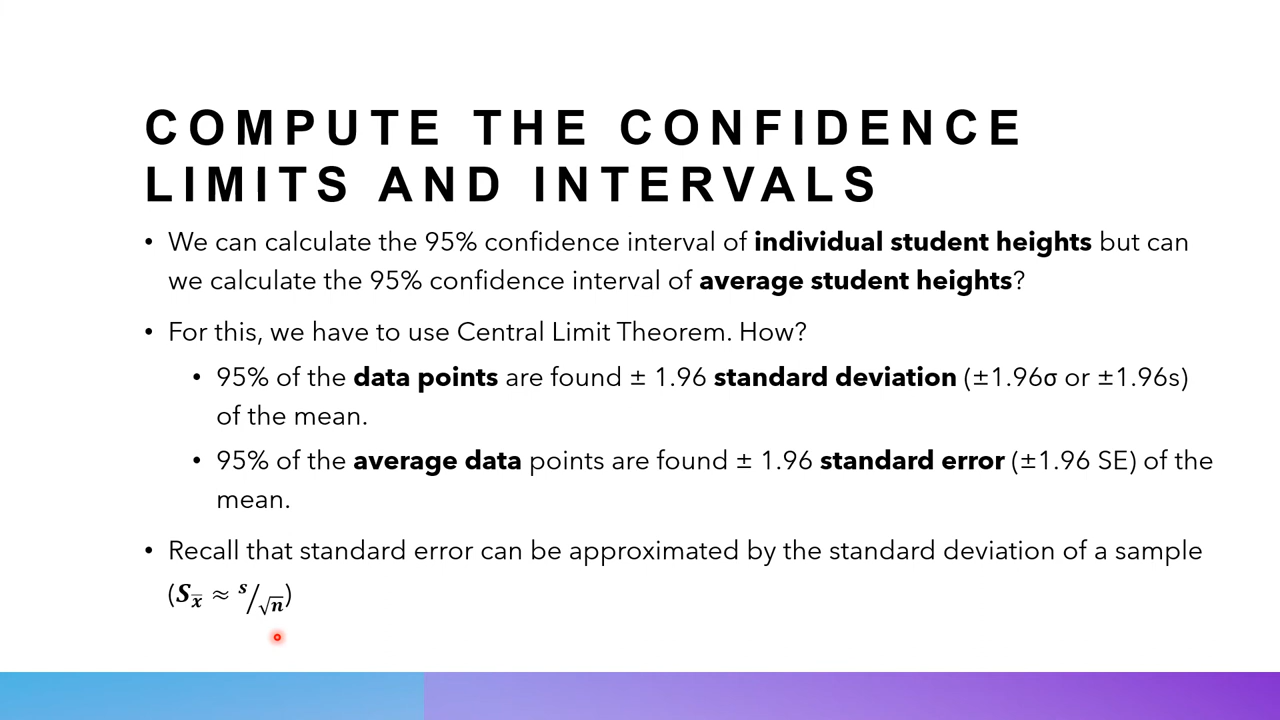 COMPUTE THE CONFIDENCE
LIMITS AND INTERVALS
• We can calculate the 95% confidence interval of individual student heights but can
we calculate the 95% confidence interval of average student heights?
• For this, we have to use Central Limit Theorem. How?
• 95% of the data points are found ± 1.96 standard deviation (±1.96σ or ±1.96s)
of the mean.
• 95% of the average data points are found ± 1.96 standard error (±1.96 SE) of the
mean.
• Recall that standard error can be approximated by the standard deviation of a sample
(S_x̅ ≈ s/√n)